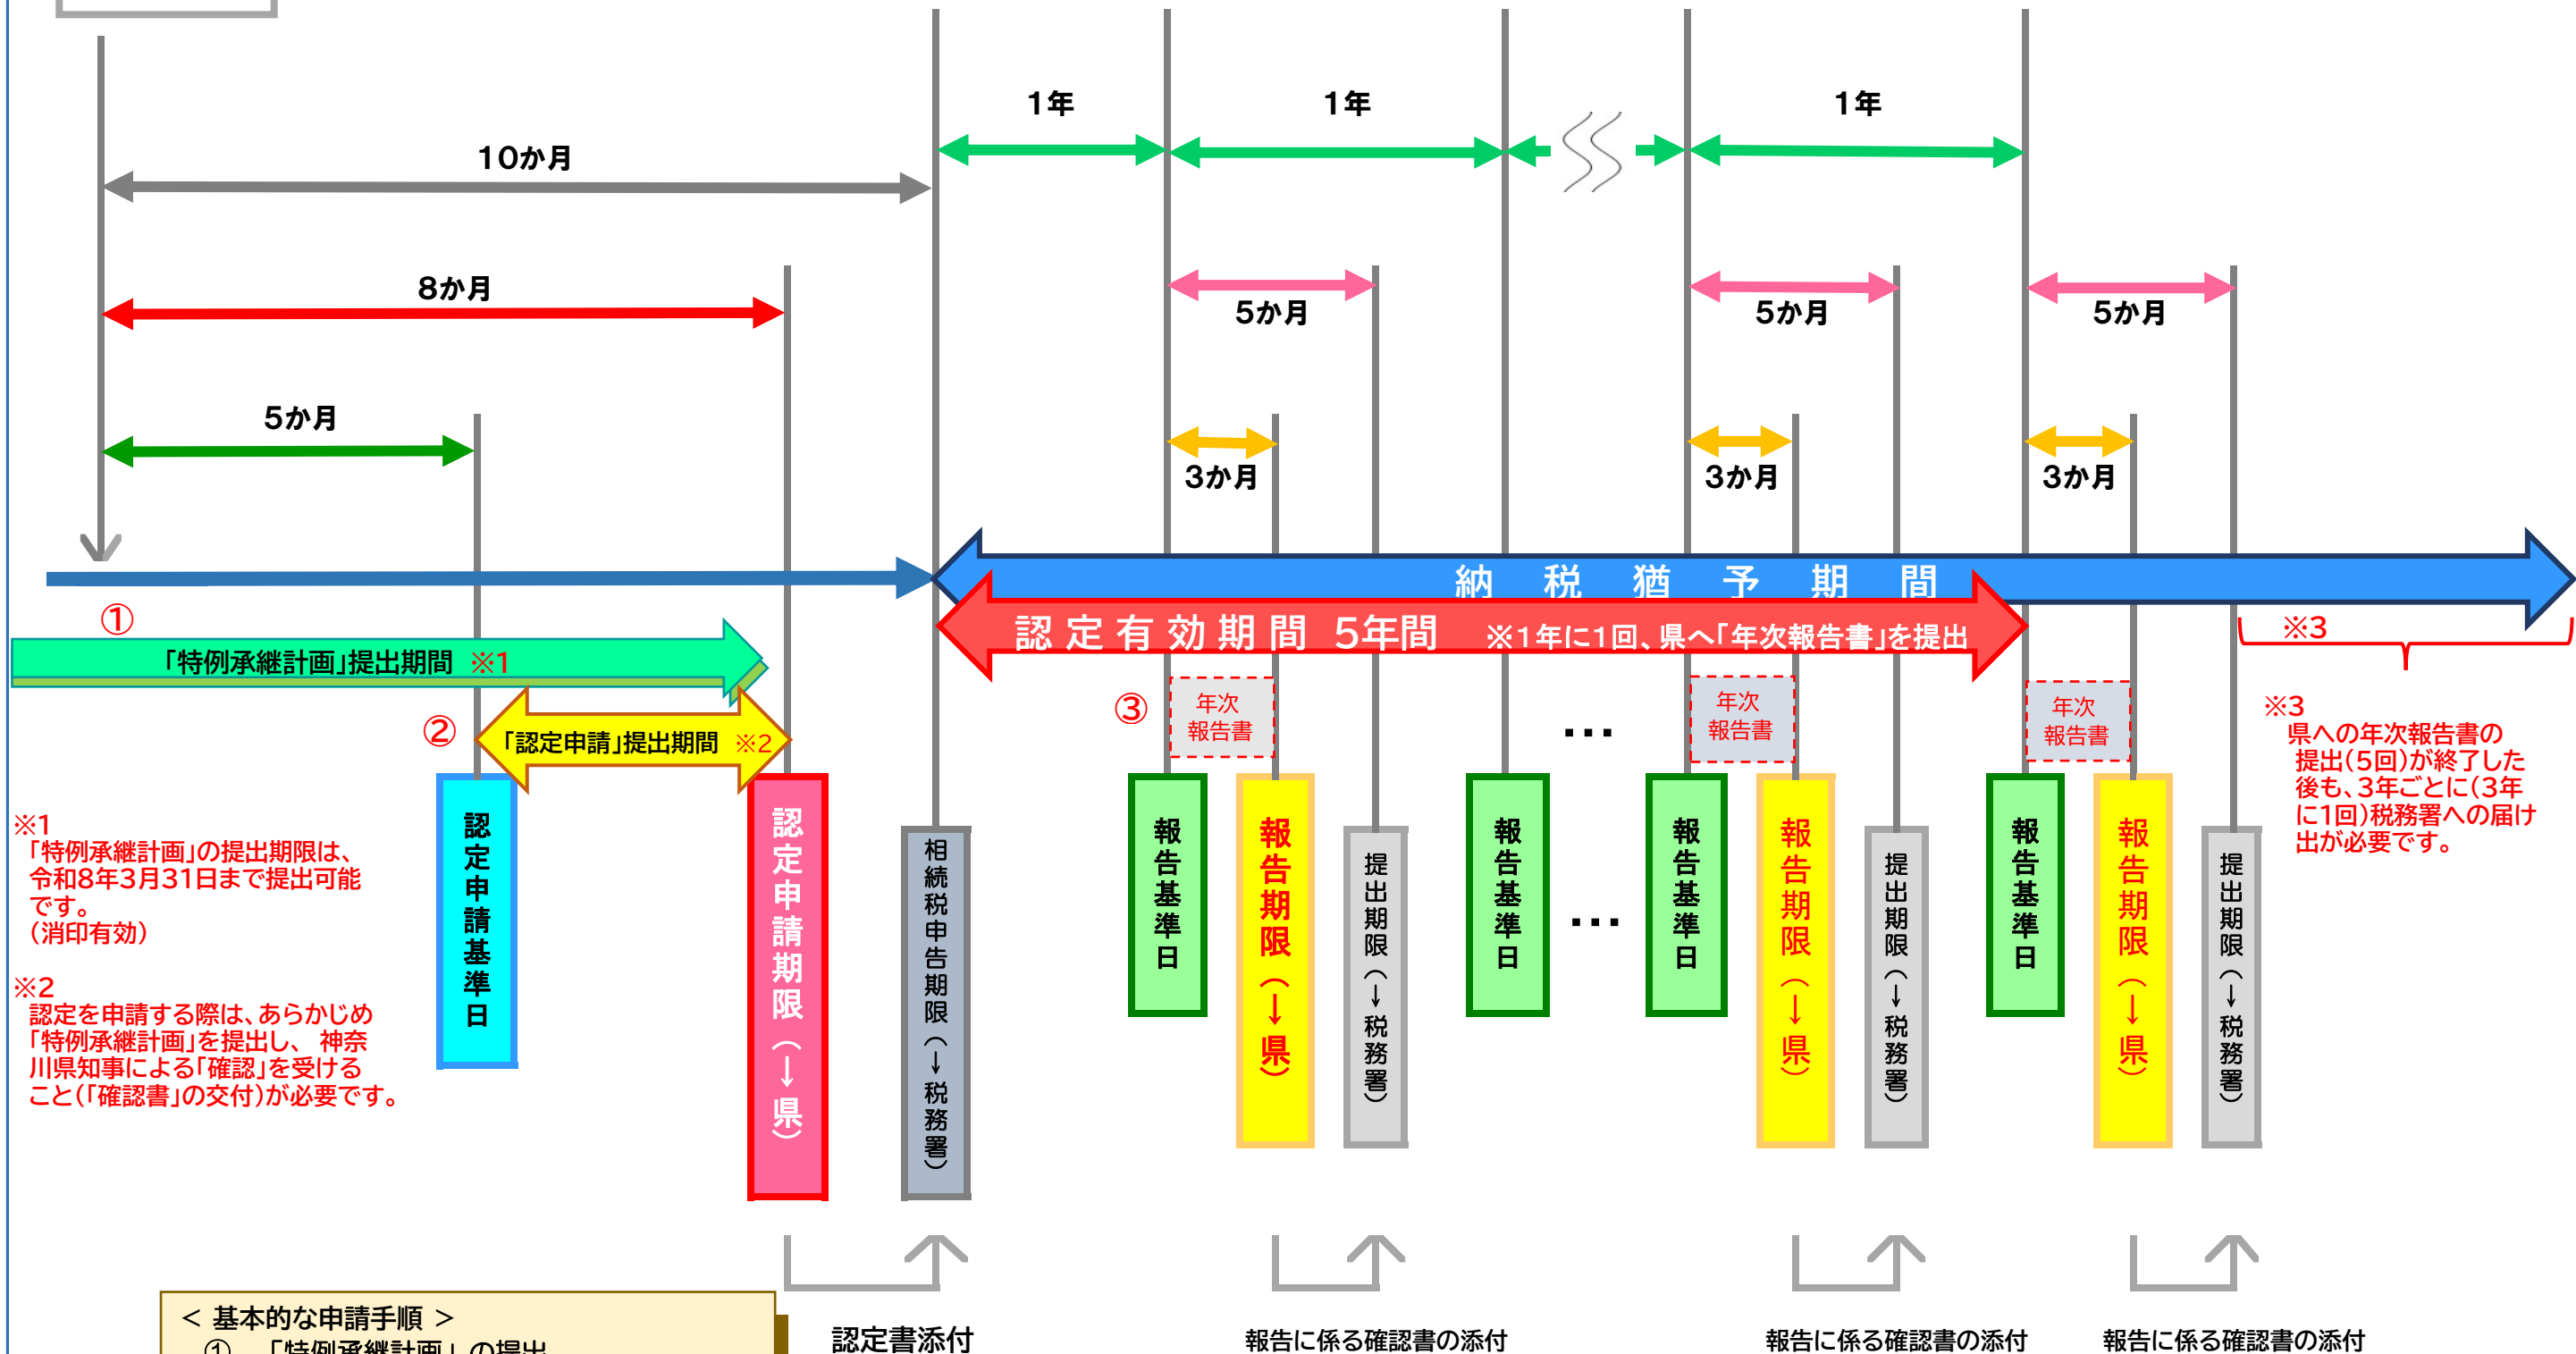 1年
1年
1年
10か月
8か月
5か月
5か月
5か月
5か月
3か月
3か月
3か月
納税猶予期間
認定有効期間 5年間 ※1年に1回、県へ「年次報告書」を提出
①
「特例承継計画」提出期間 ※1
②
「認定申請」提出期間 ※2
③
年次
報告書
…
年次
報告書
年次
報告書
※3
※3
県への年次報告書の
提出(5回)が終了した
後も、3年ごとに(3年
に1回)税務署への届け
出が必要です。
※1
「特例承継計画」の提出期限は、
令和8年3月31日まで提出可能
です。
(消印有効)
※2
認定を申請する際は、あらかじめ
「特例承継計画」を提出し、 神奈
川県知事による「確認」を受ける
こと(「確認書」の交付)が必要です。
認定申請基準日
認定申請期限(→県)
相続税申告期限(→税務署)
報告基準日
報告期限(→県)
提出期限(→税務署)
報告基準日
…
報告基準日
報告期限(→県)
提出期限(→税務署)
報告基準日
報告期限(→県)
提出期限(→税務署)
< 基本的な申請手順 >
① 「特例承継計画」の提出
認定書添付
報告に係る確認書の添付
報告に係る確認書の添付
報告に係る確認書の添付